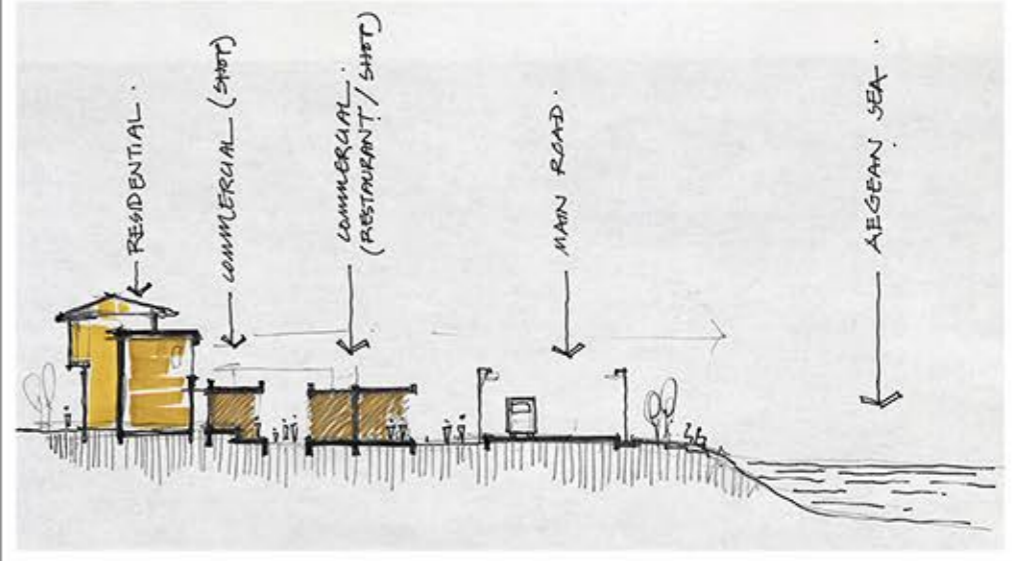 RESIDENTIAL.
COMMERCIAL (SHOP)
COMMERCIAL.
(RESTAURANT / SHOP)
MAIN ROAD.
AEGEAN SEA.